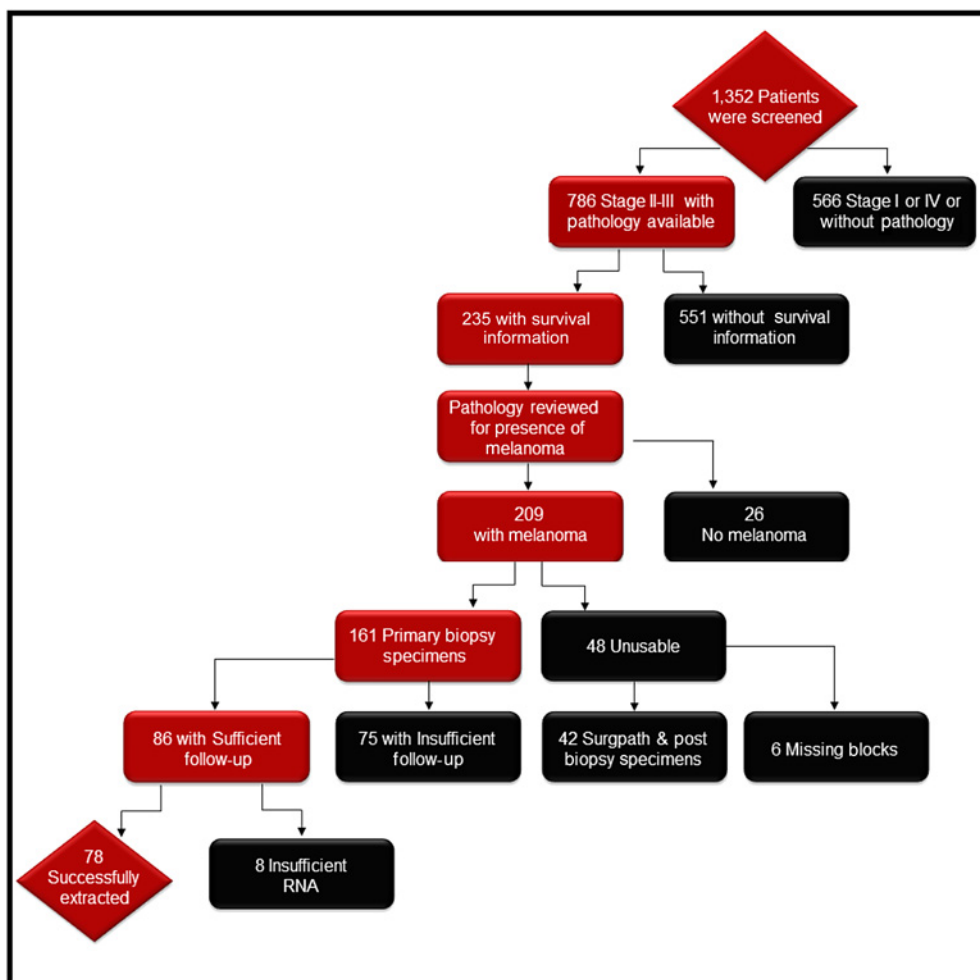 1,352 Patients
were screened
786 Stage II-III with
pathology available
566 Stage I or IV or
without pathology
235 with survival
information
551 without survival
information
Pathology reviewed
for presence of
melanoma
209
with melanoma
26
No melanoma
161 Primary biopsy
specimens
48 Unusable
86 with Sufficient
follow-up
75 with Insufficient
follow-up
42 Surgpath & post
biopsy specimens
6 Missing blocks
78
Successfully
extracted
8 Insufficient
RNA